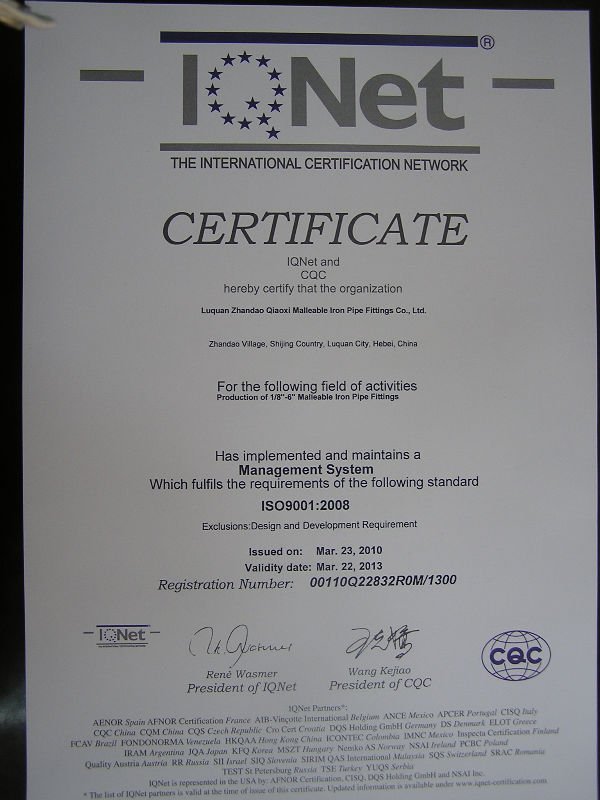 IQNet ®
THE INTERNATIONAL CERTIFICATION NETWORK
CERTIFICATE
IQNet and
CQC
hereby certify that the organization
Luquan Zhandao Qiaoxi Malleable Iron Pipe Fittings Co., Ltd.
Zhandao Village, Shijing Country, Luquan City, Hebei, China
For the following field of activities
Production of 1/8"-6" Malleable Iron Pipe Fittings
Has implemented and maintains a
Management System
Which fulfils the requirements of the following standard
ISO9001:2008
Exclusions:Design and Development Requirement
Issued on: Mar. 23, 2010
Validity date: Mar. 22, 2013
Registration Number: 00110Q22832R0M/1300
IQNet
René Wasmer
President of IQNet
Wang Kejiao
President of CQC
CQC
IQNet Partners*:
AENOR Spain AFNOR Certification France AIB-Vinçotte International Belgium ANCE Mexico APCER Portugal CISQ Italy
CQC China CQM China CQS Czech Republic Cro Cert Croatia DQS Holding GmbH Germany DS Denmark ELOT Greece
FCAV Brazil FONDONORMA Venezuela HKQAA Hong Kong China ICONTEC Colombia IMNC Mexico Inspecta Certification Finland
IRAM Argentina JQA Japan KFQ Korea MSZT Hungary Nemko AS Norway NSAI Ireland PCBC Poland
Quality Austria Austria RR Russia SII Israel SIQ Slovenia SIRIM QAS International Malaysia SQS Switzerland SRAC Romania
TEST St Petersburg Russia TSE Turkey YUQS Serbia
IQNet is represented in the USA by: AFNOR Certification, CISQ, DQS Holding GmbH and NSAI Inc.
* The list of IQNet partners is valid at the time of issue of this certificate. Updated information is available under www.iqnet-certification.com